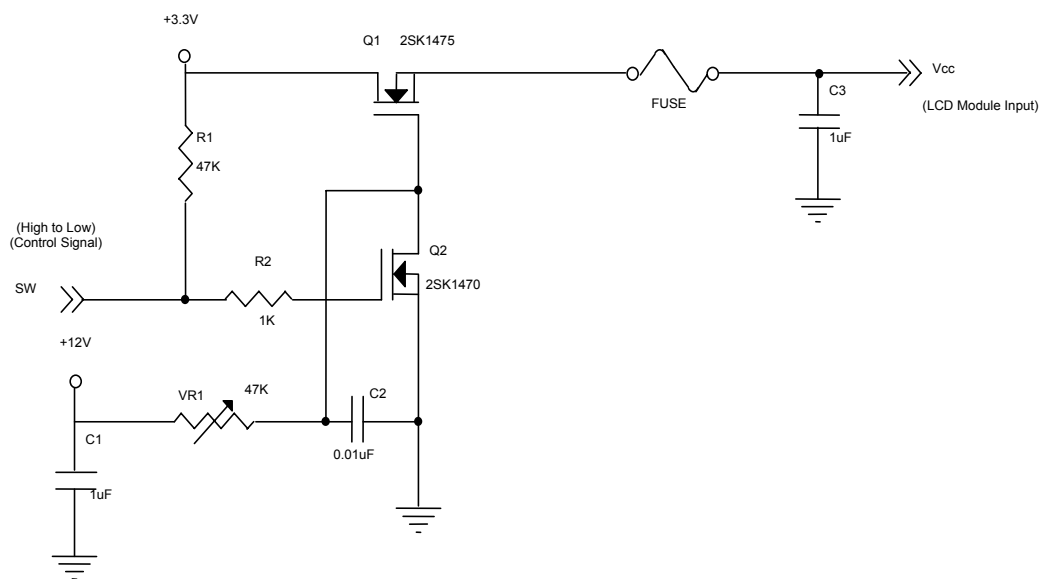 +3.3V
Q1 2SK1475
Vcc
FUSE
C3
(LCD Module Input)
R1
1uF
47K
(High to Low)
(Control Signal)
Q2
R2
2SK1470
SW
1K
+12V
VR1
47K
C2
C1
0.01uF
1uF